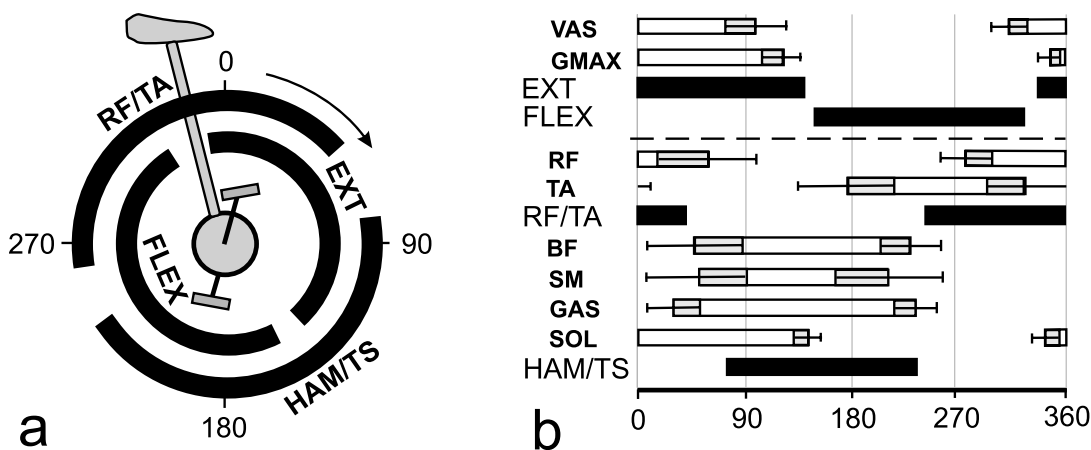 0
RF/TA
EXT
270
90
FLEX
HAM/TS
180
a
VAS
GMAX
EXT
FLEX
RF
TA
RF/TA
BF
SM
GAS
SOL
HAM/TS
0 90 180 270 360
b